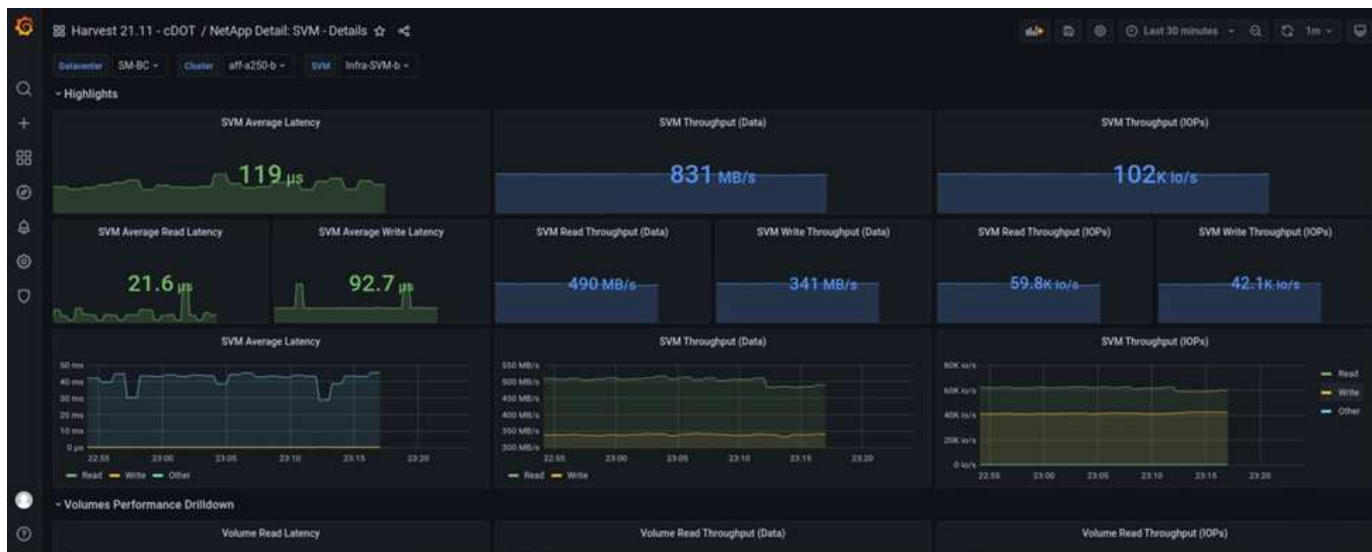 Harvest 21.11 - cDOT / NetApp Detail: SVM - Details
Last 30 minutes 1m
Datacenter SM-BC Cluster aff-a250-b SVM Infra-SVM-b
Highlights
SVM Average Latency SVM Throughput (Data) SVM Throughput (IOPs)
119 µs 831 MB/s 102K io/s
SVM Average Read Latency SVM Average Write Latency SVM Read Throughput (Data) SVM Write Throughput (Data) SVM Read Throughput (IOPs) SVM Write Throughput (IOPs)
21.6 µs 92.7 µs 490 MB/s 341 MB/s 59.8K io/s 42.1K io/s
SVM Average Latency
50 ms
40 ms
30 ms
20 ms
10 ms
0 µs
22:55 23:00 23:05 23:10 23:15 23:20
Read Write Other
SVM Throughput (Data)
550 MB/s
500 MB/s
450 MB/s
400 MB/s
350 MB/s
300 MB/s
22:55 23:00 23:05 23:10 23:15 23:20
Read Write
SVM Throughput (IOPs)
80K io/s
60K io/s
40K io/s
20K io/s
0 io/s
22:55 23:00 23:05 23:10 23:15 23:20
Read
Write
Other
Volumes Performance Drilldown
Volume Read Latency Volume Read Throughput (Data) Volume Read Throughput (IOPs)